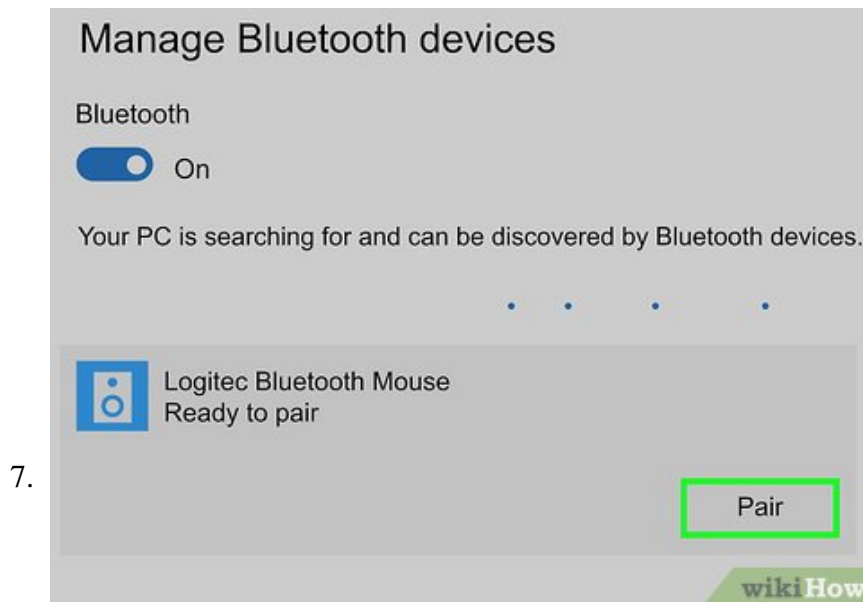 Manage Bluetooth devices
Bluetooth
On
Your PC is searching for and can be discovered by Bluetooth devices.
Logitec Bluetooth Mouse
Ready to pair
7.
Pair
wikiHow